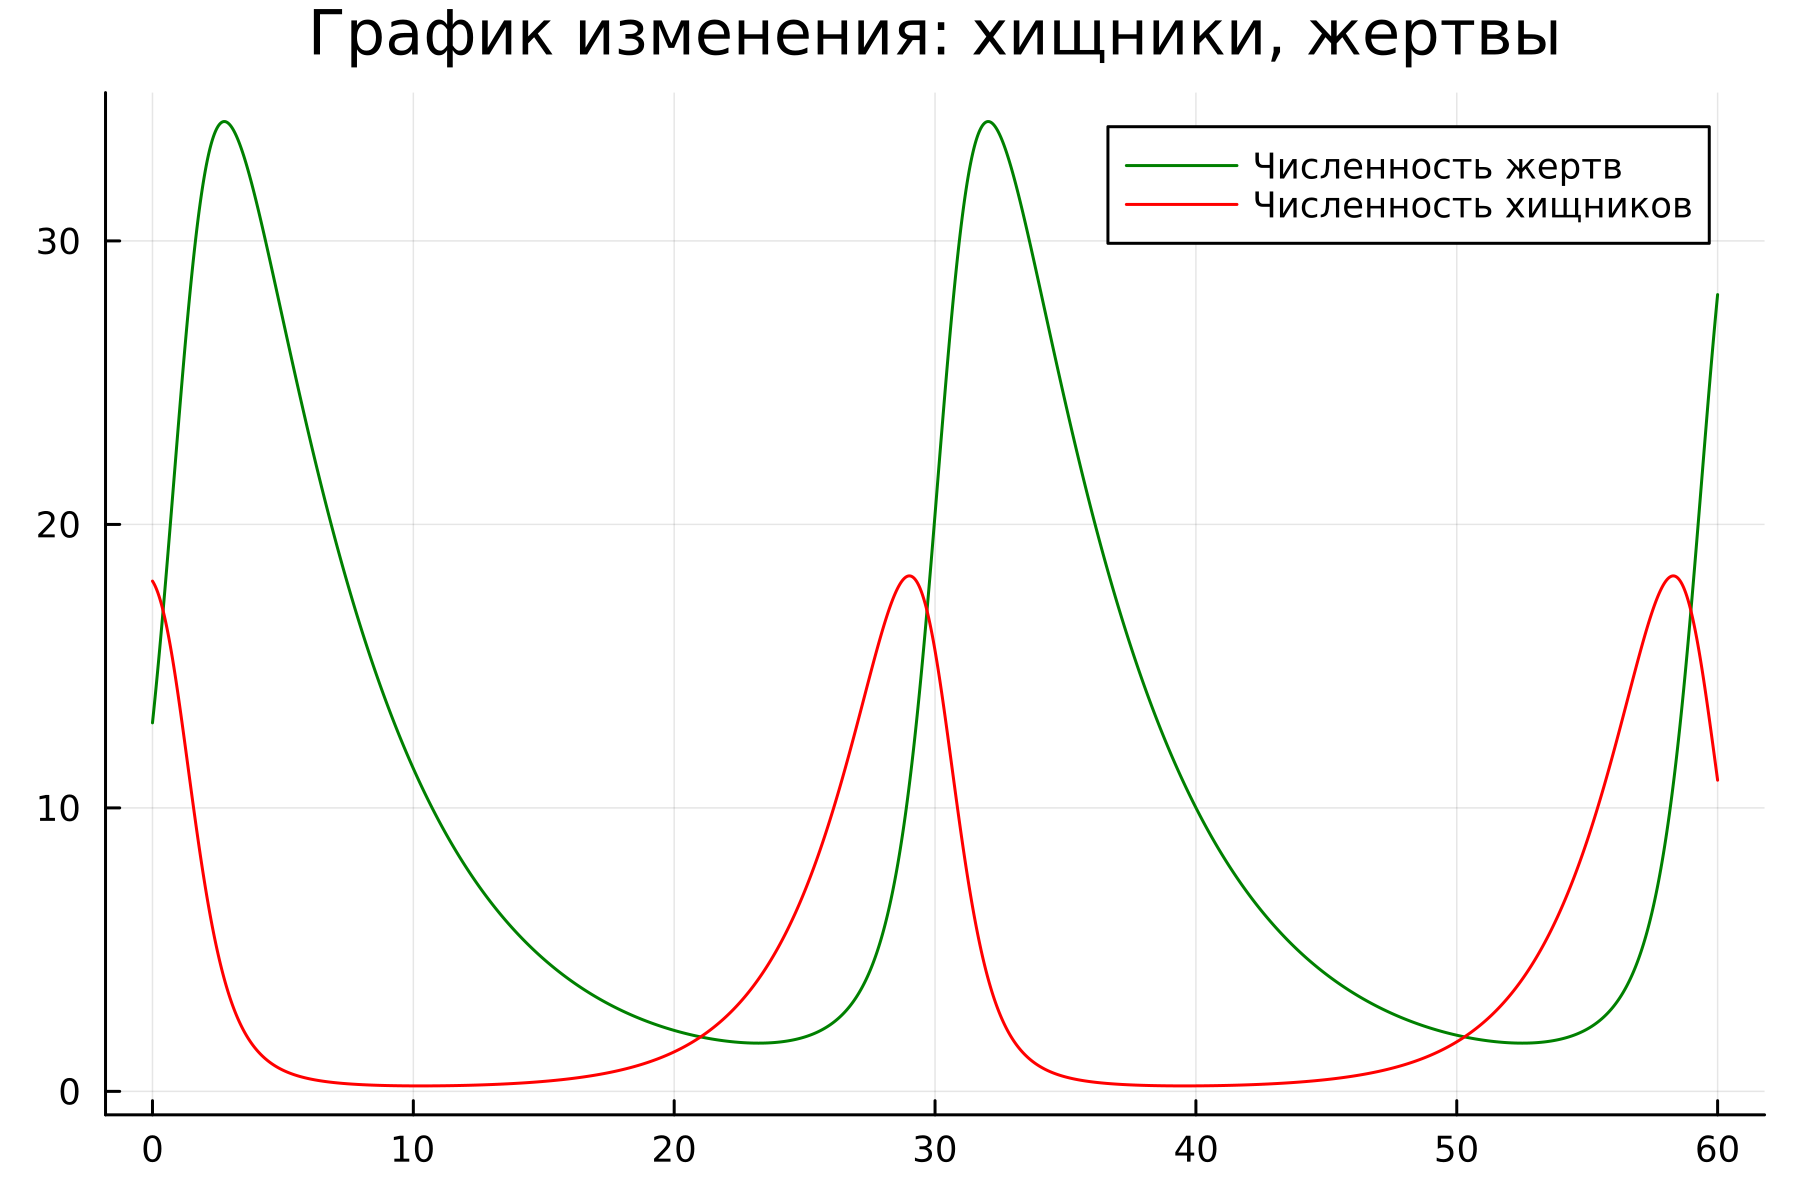 График изменения: хищники, жертвы
Численность жертв
Численность хищников
30
20
10
0
0 10 20 30 40 50 60